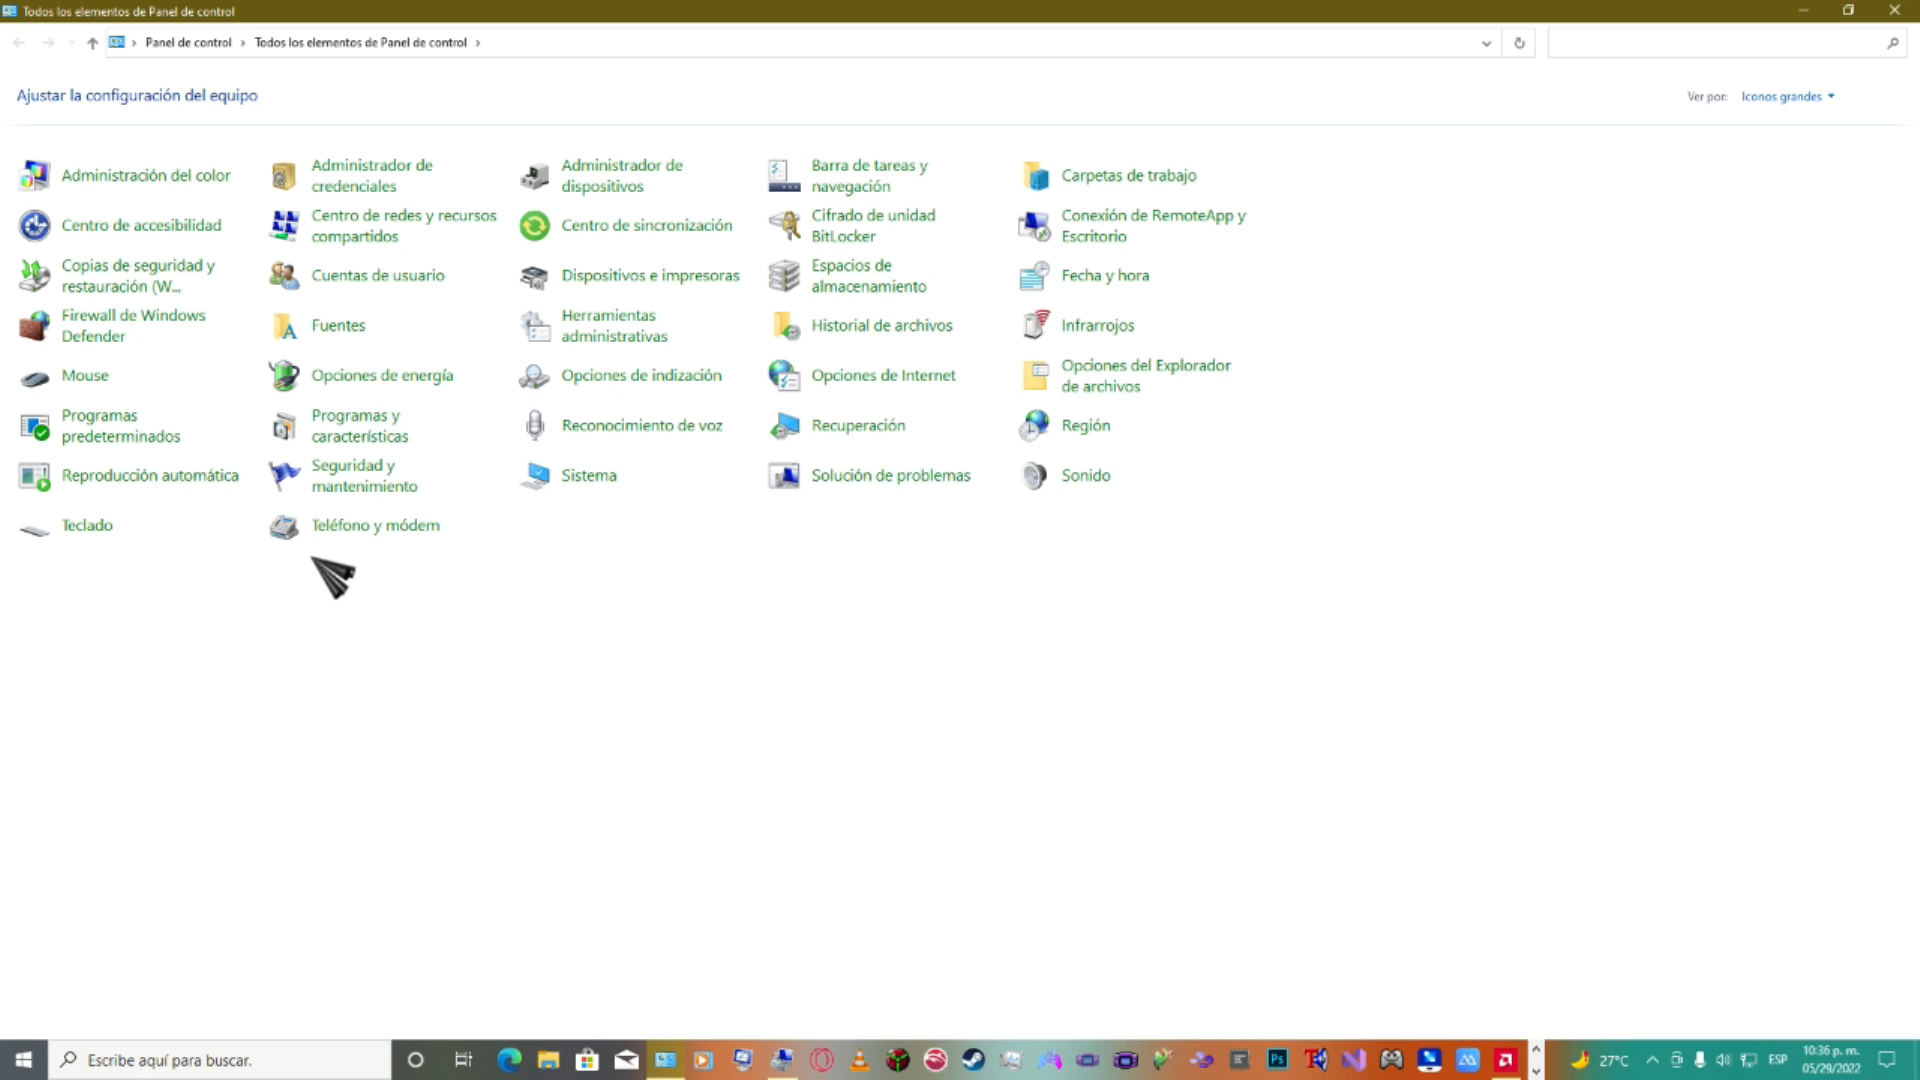 Todos los elementos de Panel de control
Panel de control
Todos los elementos de Panel de control
Ajustar la configuración del equipo
Ver por:
Iconos grandes
Administración del color
Administrador de
credenciales
Administrador de
dispositivos
Barra de tareas y
navegación
Carpetas de trabajo
Centro de accesibilidad
Centro de redes y recursos
compartidos
Centro de sincronización
Cifrado de unidad
BitLocker
Conexión de RemoteApp y
Escritorio
Copias de seguridad y
restauración (W...
Cuentas de usuario
Dispositivos e impresoras
Espacios de
almacenamiento
Fecha y hora
Firewall de Windows
Defender
Fuentes
Herramientas
administrativas
Historial de archivos
Infrarrojos
Mouse
Opciones de energía
Opciones de indización
Opciones de Internet
Opciones del Explorador
de archivos
Programas
predeterminados
Programas y
características
Reconocimiento de voz
Recuperación
Región
Reproducción automática
Seguridad y
mantenimiento
Sistema
Solución de problemas
Sonido
Teclado
Teléfono y módem
Escribe aquí para buscar.
Ps
27°C
ESP
10:36 p. m.
05/29/2022